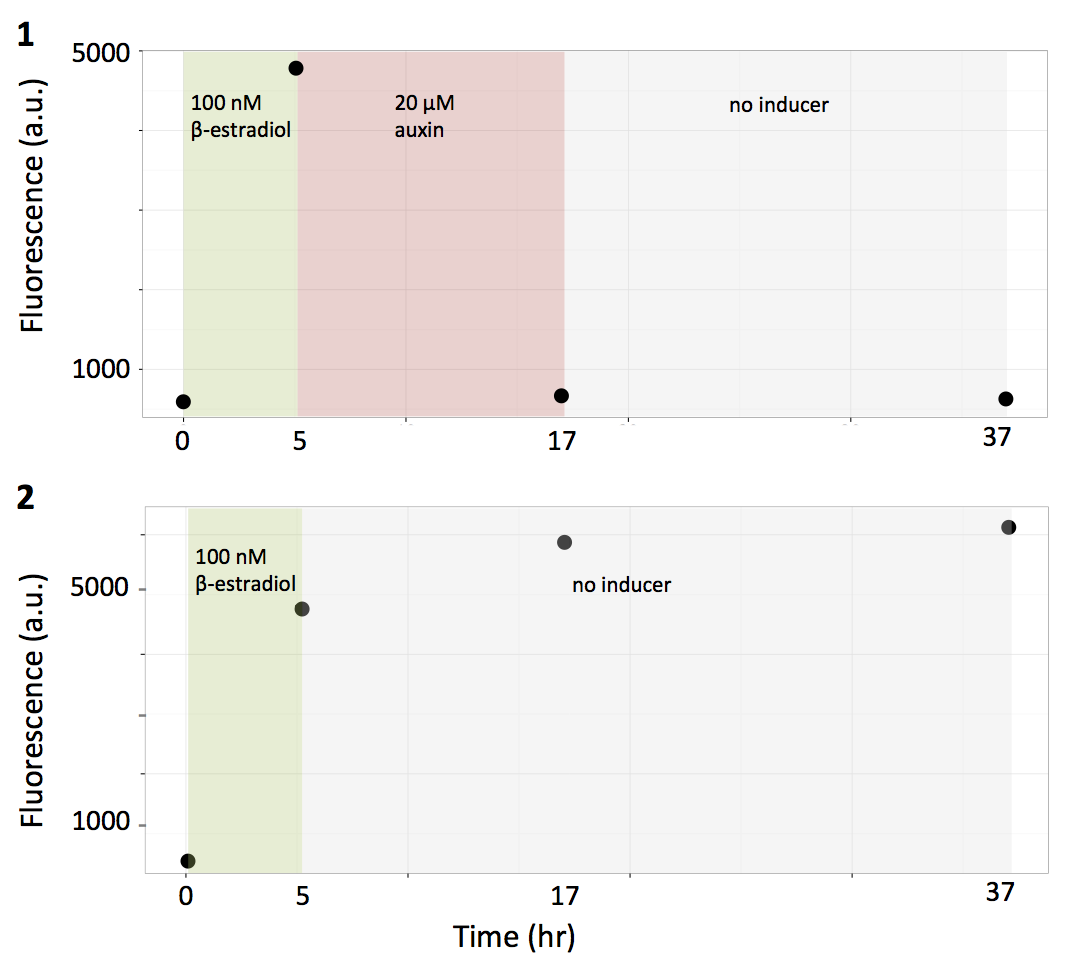 1
5000
100 nM
β-estradiol
20 µM
auxin
no inducer
Fluorescence (a.u.)
1000
0 5 17 37
2
100 nM
β-estradiol
5000
no inducer
Fluorescence (a.u.)
1000
0 5 17 37
Time (hr)